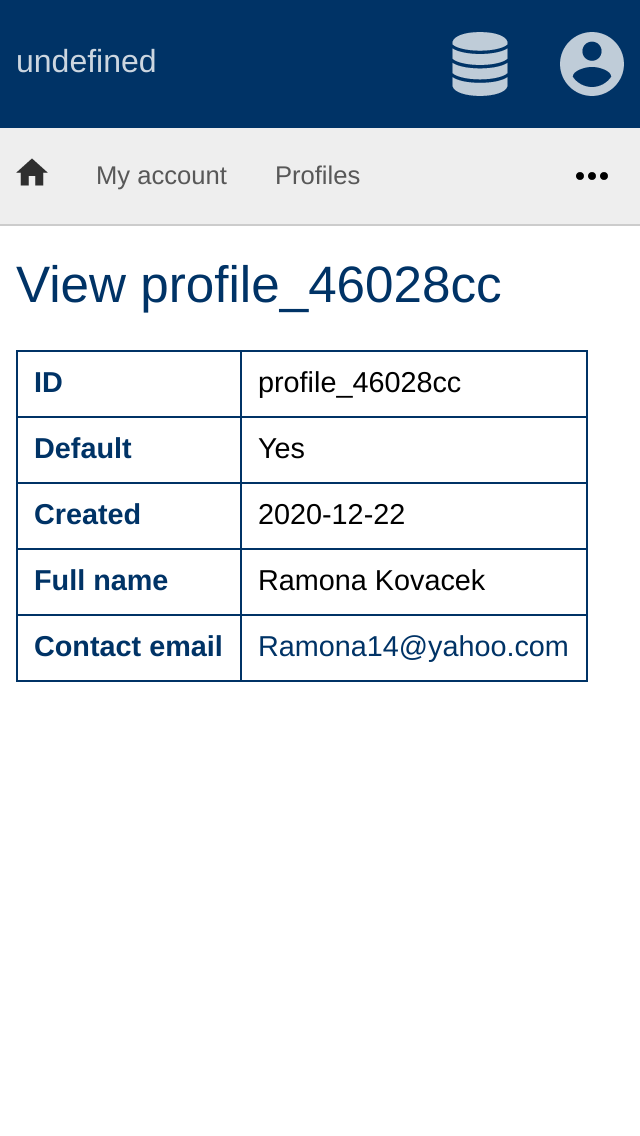 undefined
My account Profiles
View profile_46028cc
ID profile_46028cc
Default Yes
Created 2020-12-22
Full name Ramona Kovacek
Contact email Ramona14@yahoo.com